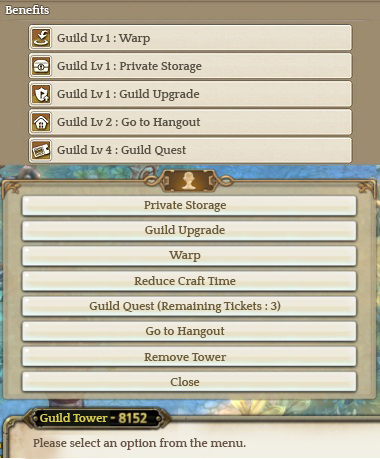 Benefits
Guild Lv 1 : Warp
Guild Lv 1 : Private Storage
Guild Lv 1 : Guild Upgrade
Guild Lv 2 : Go to Hangout
Guild Lv 4 : Guild Quest
Private Storage
Guild Upgrade
Warp
Reduce Craft Time
Guild Quest (Remaining Tickets : 3)
Go to Hangout
Remove Tower
Close
Guild Tower - 8152
Please select an option from the menu.